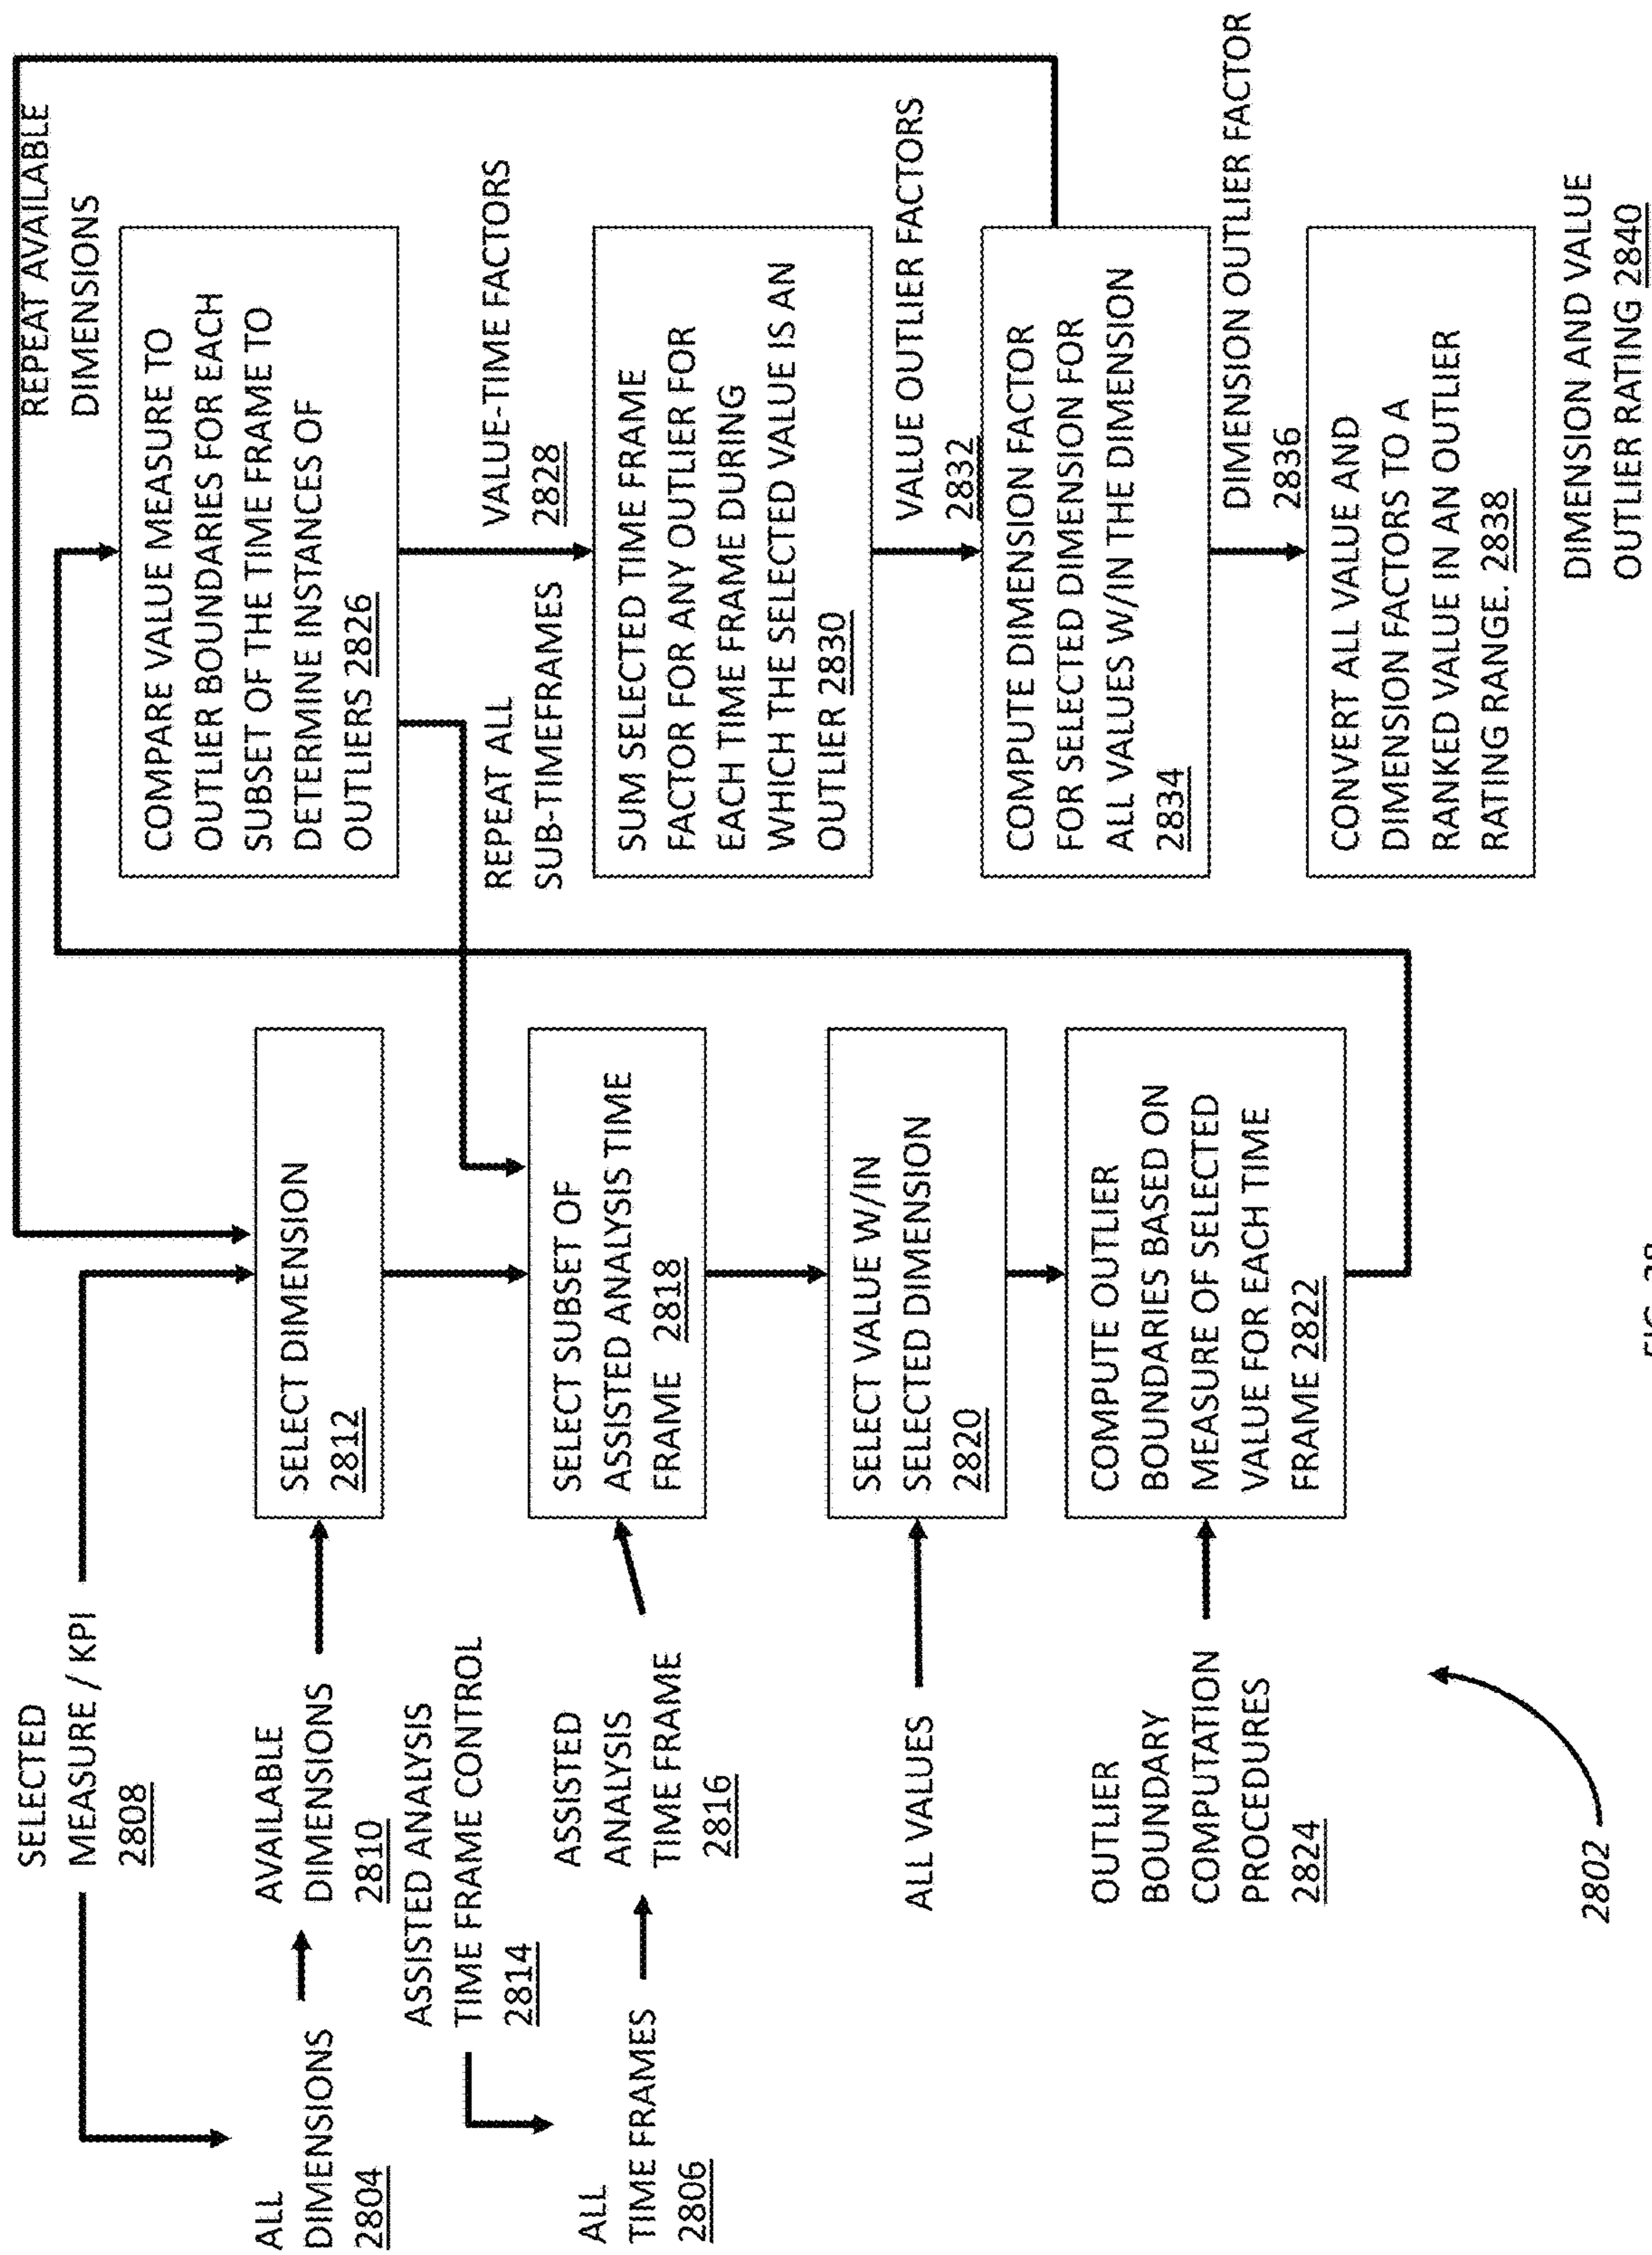 SELECTED
MEASURE / KPI
2808
ALL
DIMENSIONS
2804
AVAILABLE
DIMENSIONS
2810
SELECT DIMENSION
2812
ASSISTED ANALYSIS
TIME FRAME CONTROL
2814
ALL
TIME FRAMES
2806
ASSISTED
ANALYSIS
TIME FRAME
2816
SELECT SUBSET OF
ASSISTED ANALYSIS TIME
FRAME 2818
ALL VALUES
SELECT VALUE W/IN
SELECTED DIMENSION
2820
OUTLIER
BOUNDARY
COMPUTATION
PROCEDURES
2824
COMPUTE OUTLIER
BOUNDARIES BASED ON
MEASURE OF SELECTED
VALUE FOR EACH TIME
FRAME 2822
REPEAT AVAILABLE
DIMENSIONS
COMPARE VALUE MEASURE TO
OUTLIER BOUNDARIES FOR EACH
SUBSET OF THE TIME FRAME TO
DETERMINE INSTANCES OF
OUTLIERS 2826
REPEAT ALL
SUB-TIMEFRAMES
VALUE-TIME FACTORS
2828
SUM SELECTED TIME FRAME
FACTOR FOR ANY OUTLIER FOR
EACH TIME FRAME DURING
WHICH THE SELECTED VALUE IS AN
OUTLIER 2830
VALUE OUTLIER FACTORS
2832
COMPUTE DIMENSION FACTOR
FOR SELECTED DIMENSION FOR
ALL VALUES W/IN THE DIMENSION
2834
DIMENSION OUTLIER FACTOR
2836
CONVERT ALL VALUE AND
DIMENSION FACTORS TO A
RANKED VALUE IN AN OUTLIER
RATING RANGE. 2838
DIMENSION AND VALUE
OUTLIER RATING 2840
2802
FIG.